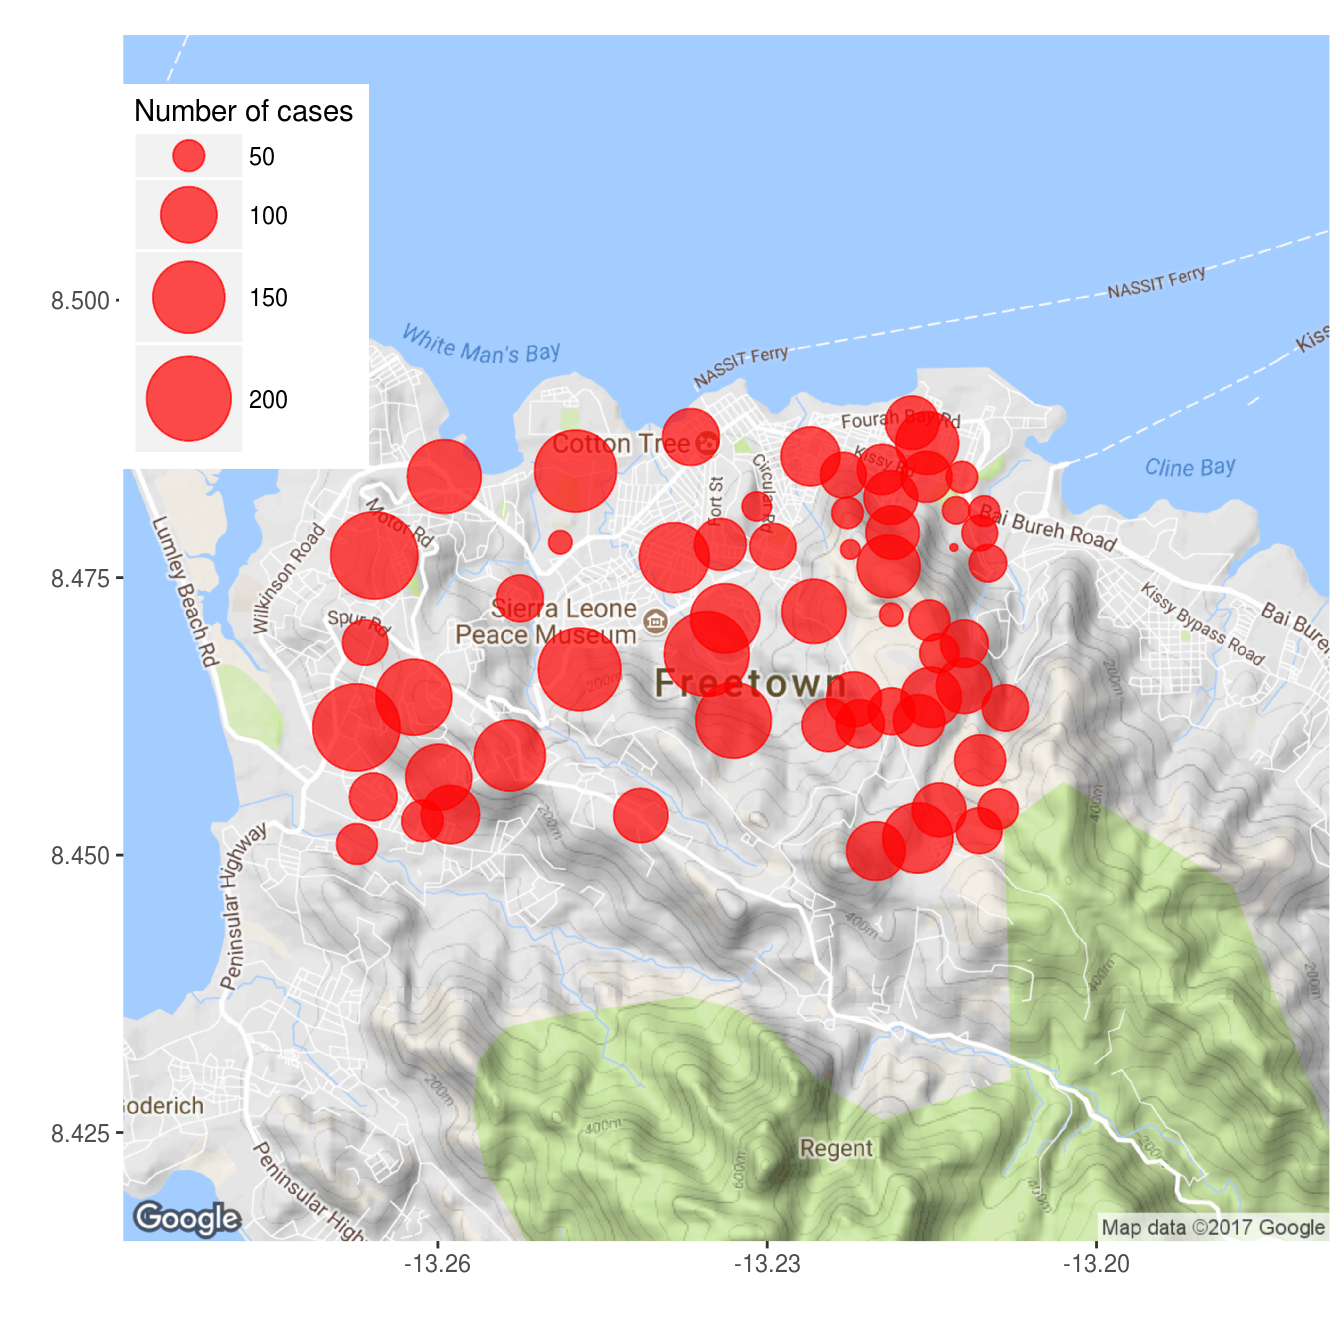 Number of cases
50
100
150
200
8.500
8.475
8.450
8.425
White Man's Bay
NASSIT Ferry
NASSIT Ferry
Kiss
Cline Bay
Fourah Bay Rd
Cotton Tree
Kissy Rd
Circular Rd
Fort St
Motor Rd
Wilkinson Road
Lumley Beach Rd
Bai Bureh Road
Kissy Bypass Road
Bai Bureh
Sierra Leone
Peace Museum
Spur Rd
Freetown
200m
200m
200m
400m
400m
400m
Peninsular Highway
200m
200m
Goderich
400m
600m
Regent
400m
200m
Peninsular High
Google
Map data ©2017 Google
-13.26
-13.23
-13.20